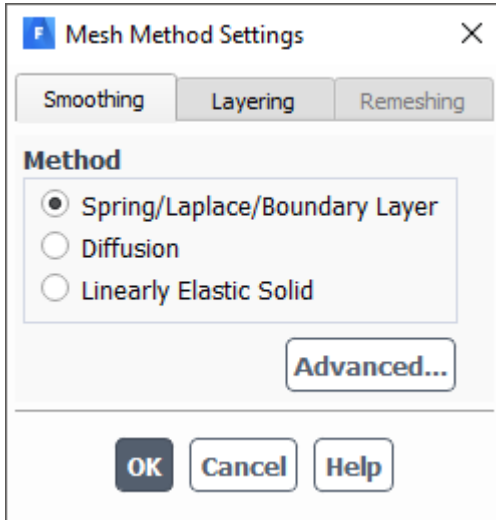 F Mesh Method Settings
Smoothing Layering Remeshing
Method
Spring/Laplace/Boundary Layer
Diffusion
Linearly Elastic Solid
Advanced...
OK Cancel Help